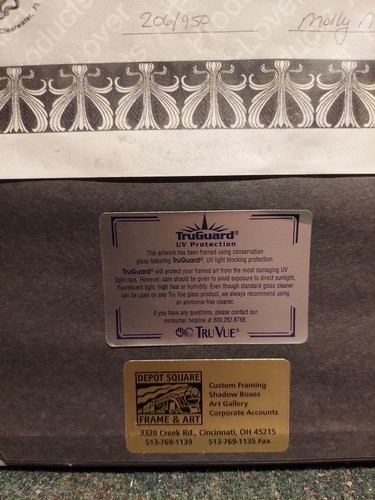 Clearwater, FL
206/950
Molly M
TruGuard®
UV Protection
This artwork has been framed using conservation
glass featuring TruGuard®, UV light blocking protection.
TruGuard® will protect your framed art from the most damaging UV
light rays. However, care should be given to avoid exposure to direct sunlight,
fluorescent light, high heat or humidity. Even though standard glass cleaner
can be used on any Tru Vue glass product, we always recommend using
an ammonia free cleaner.
If you have any questions, please contact our
consumer helpline at 800.282.8788.
TRU VUE®
DEPOT SQUARE
FRAME & ART
Custom Framing
Shadow Boxes
Art Gallery
Corporate Accounts
3320 Creek Rd., Cincinnati, OH 45215
513-769-1139 513-769-1135 Fax